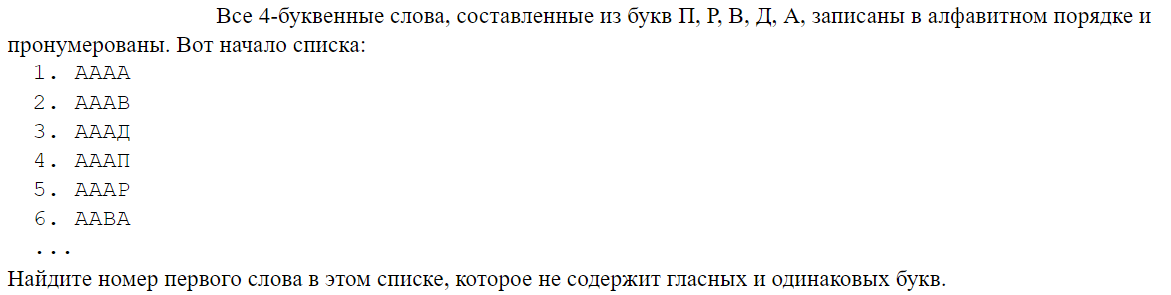 Все 4-буквенные слова, составленные из букв П, Р, В, Д, А, записаны в алфавитном порядке и
пронумерованы. Вот начало списка:
1. АААА
2. АААВ
3. АААД
4. АААП
5. АААР
6. ААВА
...
Найдите номер первого слова в этом списке, которое не содержит гласных и одинаковых букв.